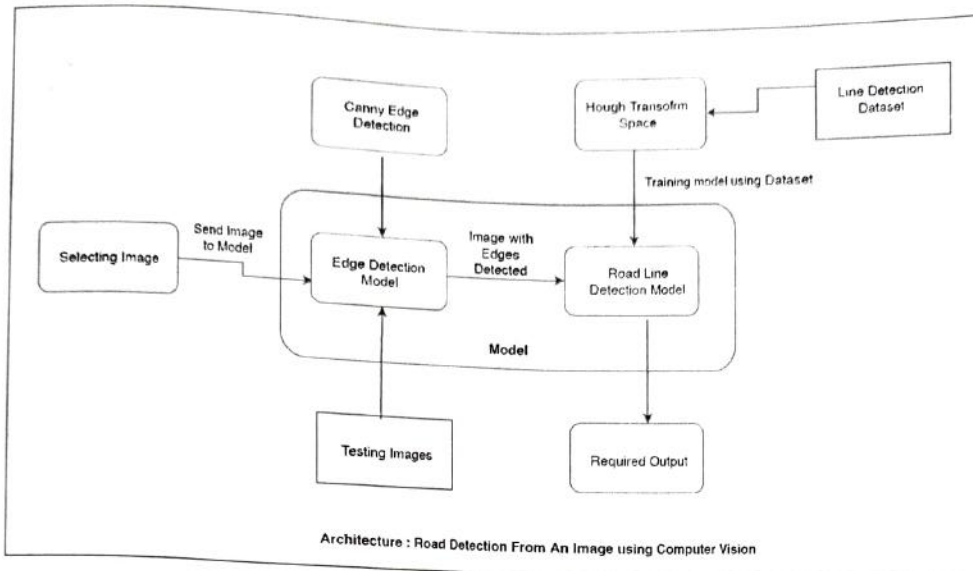 Canny Edge
Detection
Hough Transofrm
Space
Line Detection
Dataset
Training model using Dataset
Selecting Image
Send Image
to Model
Edge Detection
Model
Image with
Edges
Detected
Road Line
Detection Model
Model
Testing Images
Required Output
Architecture : Road Detection From An Image using Computer Vision